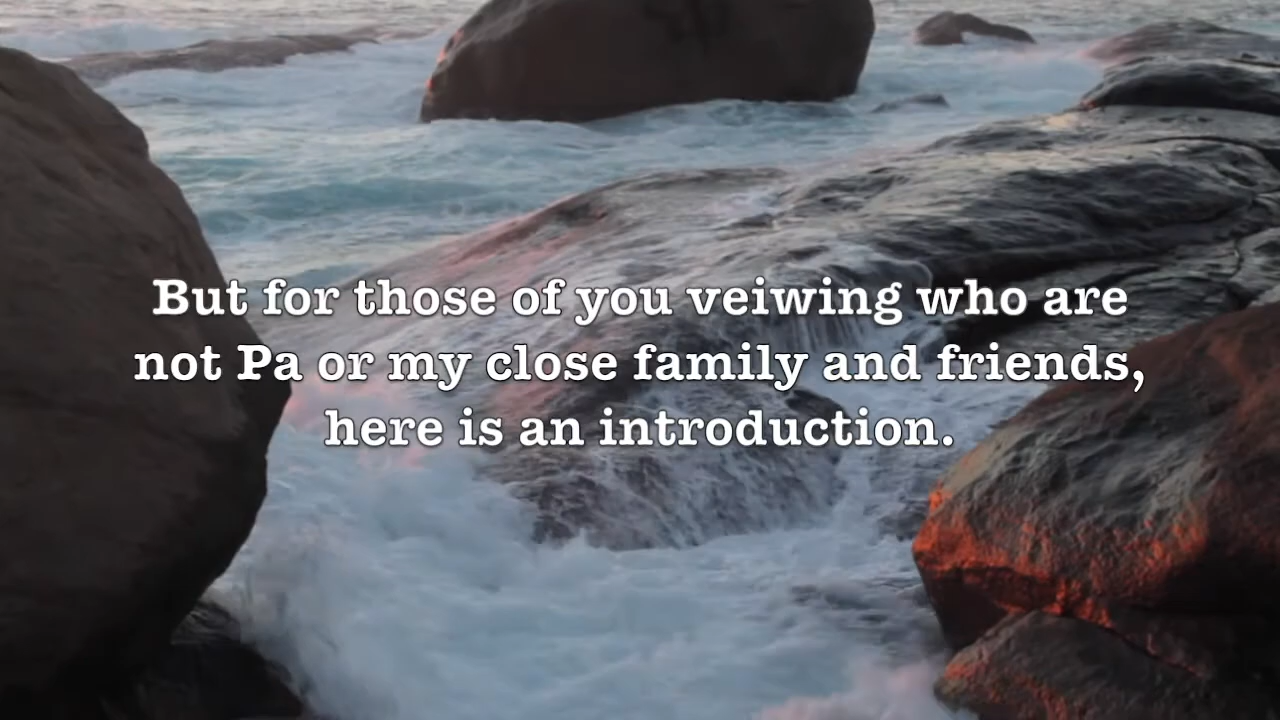 But for those of you veiwing who are
not Pa or my close family and friends,
here is an introduction.